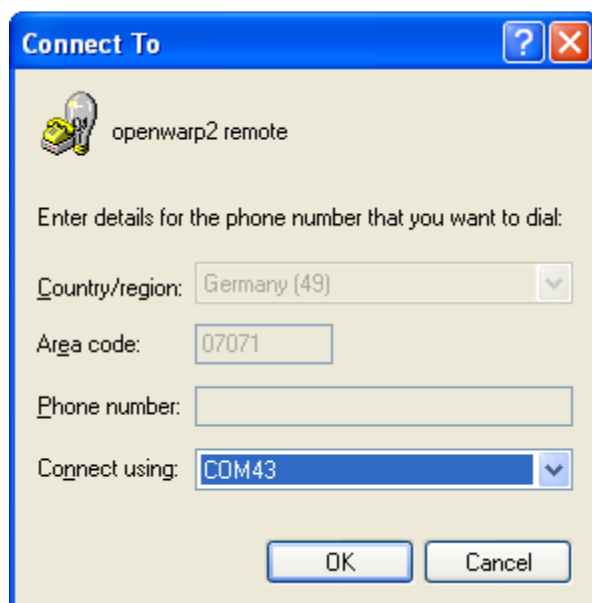 Connect To
openwarp2 remote
Enter details for the phone number that you want to dial:
Country/region: Germany (49)
Area code: 07071
Phone number:
Connect using: COM43
OK Cancel